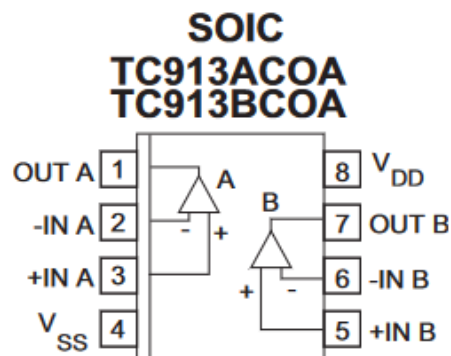 SOIC
TC913ACOA
TC913BCOA
OUT A 1 A 8 VDD
-IN A 2 - + B 7 OUT B
+IN A 3 + - 6 -IN B
VSS 4 5 +IN B